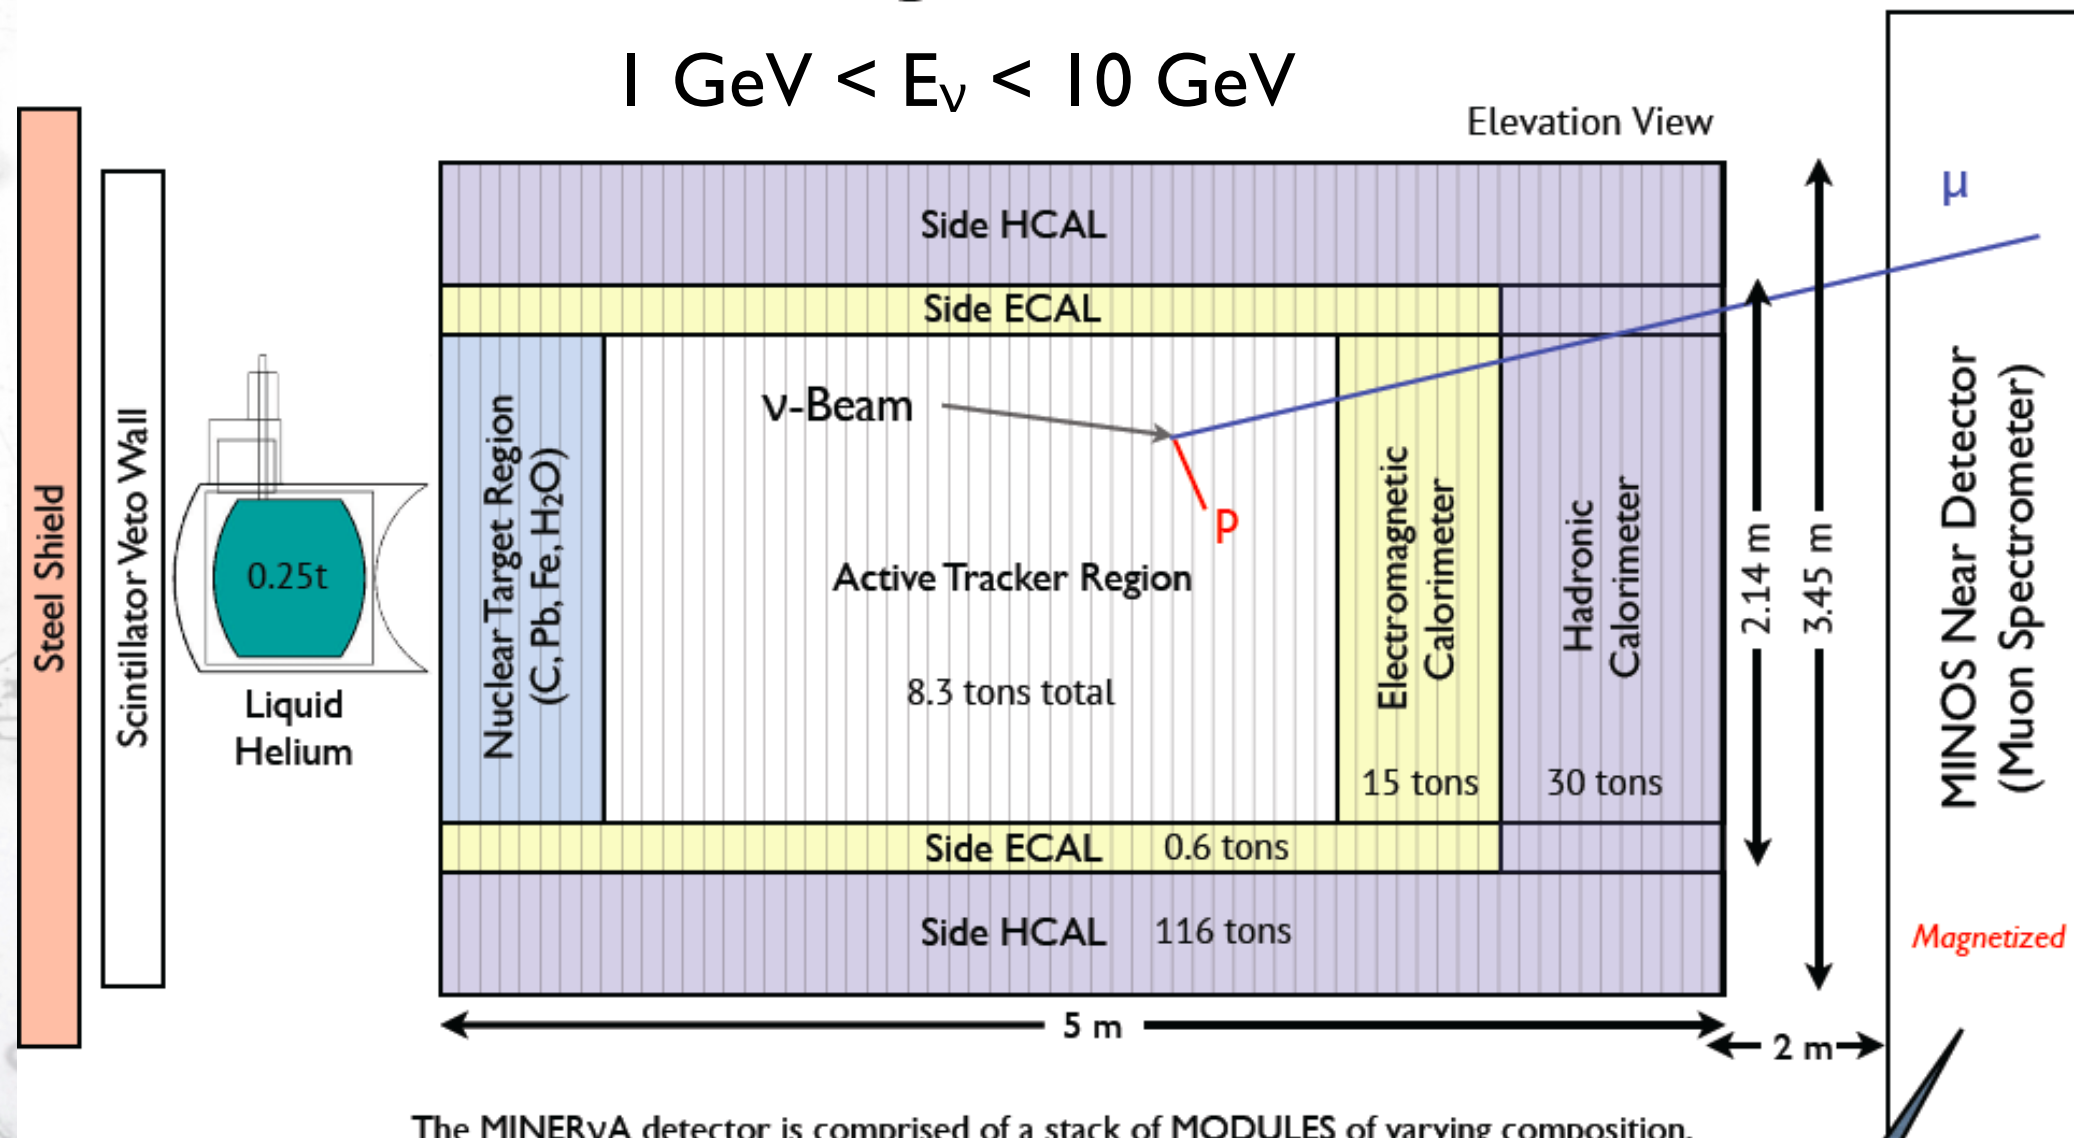 1 GeV < Eν < 10 GeV
Elevation View
Steel Shield
Scintillator Veto Wall
0.25t
Liquid
Helium
Side HCAL
Side ECAL
Nuclear Target Region
(C, Pb, Fe, H₂O)
ν-Beam
p
Active Tracker Region
8.3 tons total
Electromagnetic
Calorimeter
15 tons
Hadronic
Calorimeter
30 tons
Side ECAL 0.6 tons
Side HCAL 116 tons
5 m
2 m
2.14 m
3.45 m
μ
MINOS Near Detector
(Muon Spectrometer)
Magnetized
The MINERνA detector is comprised of a stack of MODULES of varying composition,